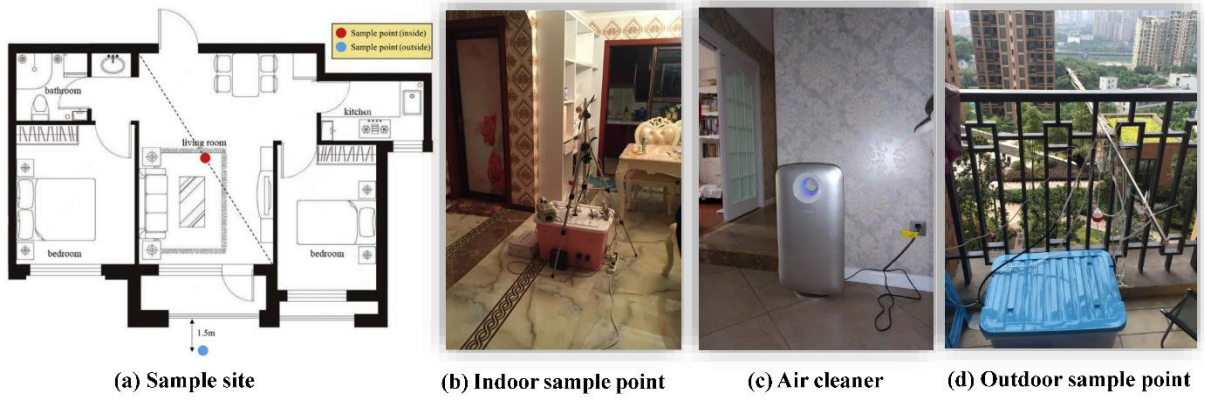 Sample point(inside)
Sample point(outside)
bathroom
kitchen
living room
bedroom
bedroom
1.5m
(a) Sample site
(b) Indoor sample point
(c) Air cleaner
(d) Outdoor sample point